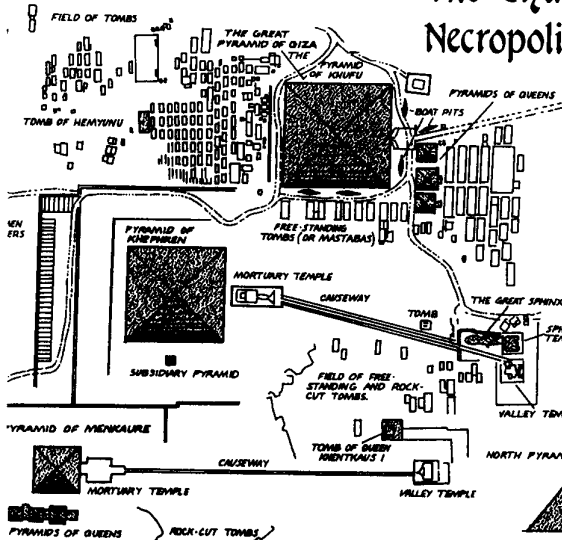 Necropoli
FIELD OF TOMBS
THE GREAT
PYRAMID OF GIZA
THE
PYRAMID
OF KHUFU
PYRAMIDS OF QUEENS
BOAT PITS
TOMB OF HEMYUNU
FREE-STANDING
TOMBS (OR MASTABAS)
PYRAMID OF
KHEPHREN
MORTUARY TEMPLE
CAUSEWAY
TOMB
THE GREAT SPHINX
SUBSIDIARY PYRAMID
FIELD OF FREE-
STANDING AND ROCK-
CUT TOMBS.
VALLEY TEM
PYRAMID OF MENKAURE
TOMB OF QUEEN
KHENTKAUS I
NORTH PYRAM
CAUSEWAY
MORTUARY TEMPLE
VALLEY TEMPLE
PYRAMIDS OF QUEENS
ROCK-CUT TOMBS